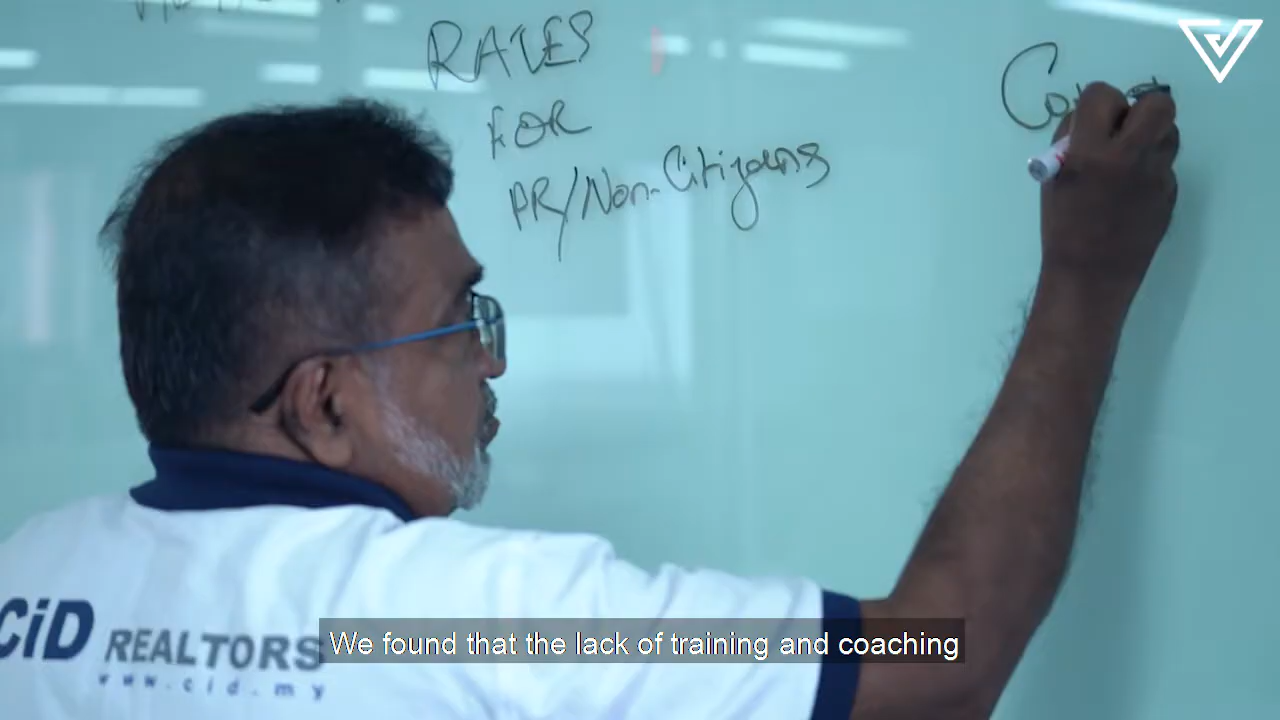 RATES
FOR
PR/Non-Citizens
CiD REALTORS
www.cid.my
We found that the lack of training and coaching